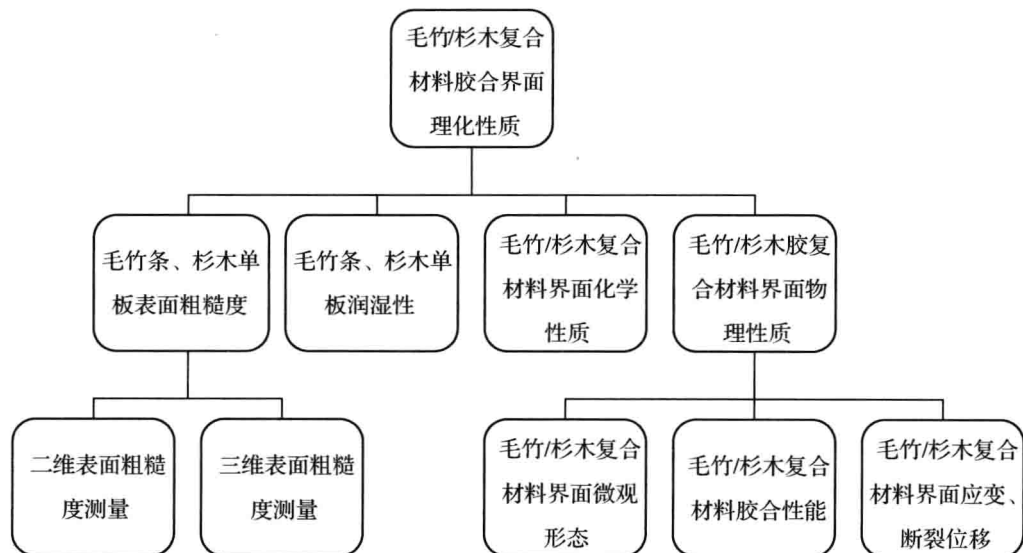 毛竹/杉木复合
材料胶合界面
理化性质
毛竹条、杉木单
板表面粗糙度
毛竹条、杉木单
板润湿性
毛竹/杉木复合
材料界面化学
性质
毛竹/杉木胶复
合材料界面物
理性质
二维表面粗糙
度测量
三维表面粗糙
度测量
毛竹/杉木复合
材料界面微观
形态
毛竹/杉木复合
材料胶合性能
毛竹/杉木复合
材料界面应变、
断裂位移